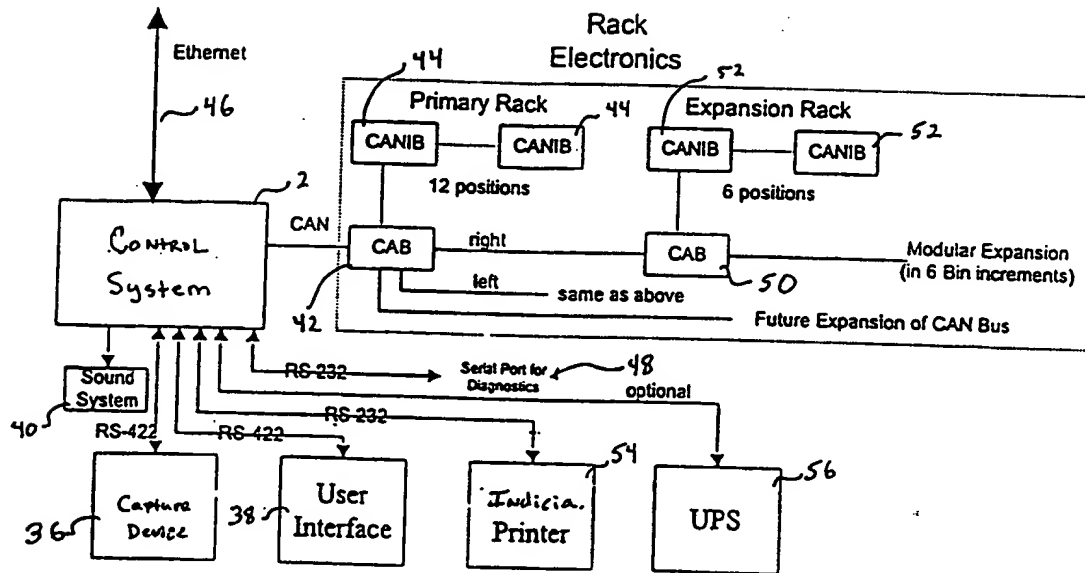 Rack
Electronics
Ethernet
46
44
Primary Rack
44
52
Expansion Rack
52
CANIB
CANIB
CANIB
CANIB
12 positions
6 positions
2
Control
System
CAN
CAB
42
right
CAB
50
Modular Expansion
(in 6 Bin increments)
left
same as above
Future Expansion of CAN Bus
Sound
System
40
RS-232
Serial Port for
Diagnostics
48
optional
RS-232
RS-422
RS-422
Capture
Device
36
User
Interface
38
Indicia
Printer
54
UPS
56